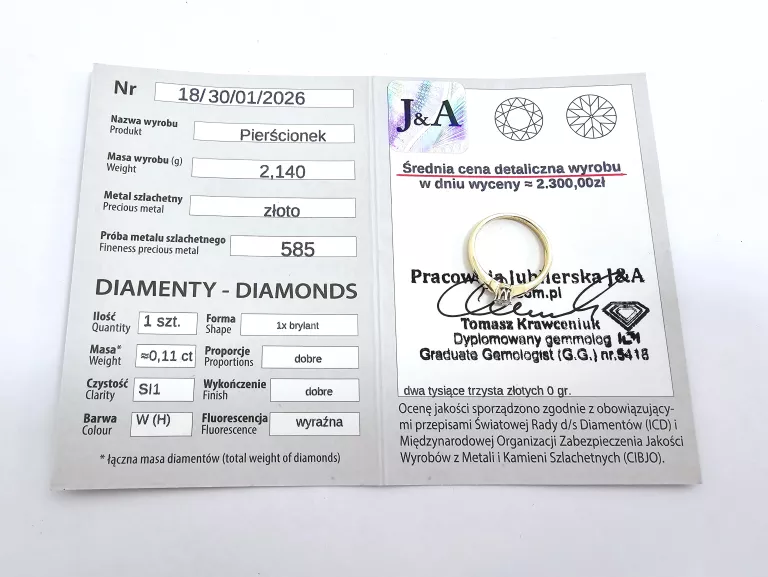 Nr 18/30/01/2026
Nazwa wyrobu
Produkt
Pierścionek
Masa wyrobu (g)
Weight
2,140
Metal szlachetny
Precious metal
złoto
Próba metalu szlachetnego
Fineness precious metal
585
DIAMENTY - DIAMONDS
Ilość
Quantity
1 szt.
Forma
Shape
1x brylant
Masa*
Weight
≈0,11 ct
Proporcje
Proportions
dobre
Czystość
Clarity
SI1
Wykończenie
Finish
dobre
Barwa
Colour
W (H)
Fluorescencja
Fluorescence
wyraźna
* łączna masa diamentów (total weight of diamonds)
J&A
Średnia cena detaliczna wyrobu
w dniu wyceny ≈ 2.300,00zł
Pracownia Jubilerska J&A
Tomasz Krawceniuk
Dyplomowany gemmolog
Graduate Gemologist (G.G.) nr.5418
dwa tysiące trzysta złotych 0 gr.
Ocenę jakości sporządzono zgodnie z obowiązujący-
mi przepisami Światowej Rady d/s Diamentów (ICD) i
Międzynarodowej Organizacji Zabezpieczenia Jakości
Wyrobów z Metali i Kamieni Szlachetnych (CIBJO).